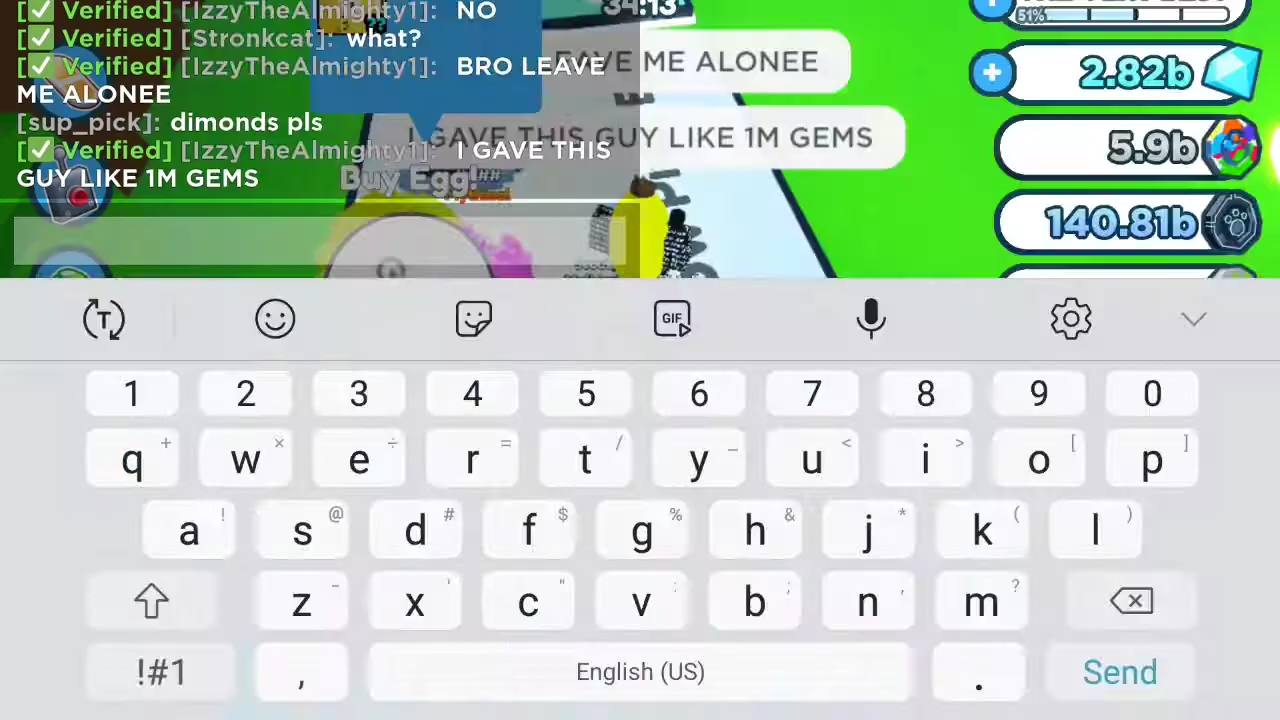 [✅ Verified] [IzzyTheAlmighty1]: NO
[✅ Verified] [Stronkcat]: what?
[✅ Verified] [IzzyTheAlmighty1]: BRO LEAVE
ME ALONEE
[sup_pick]: dimonds pls
[✅ Verified] [IzzyTheAlmighty1]: I GAVE THIS
GUY LIKE 1M GEMS
34:13
EAVE ME ALONEE
I GAVE THIS GUY LIKE 1M GEMS
Buy Egg!
51%
2.82b
5.9b
140.81b
T
GIF
1 2 3 4 5 6 7 8 9 0
q + w × e ÷ r = t / y _ u < i > o [ p ]
a ! s @ d # f $ g % h & j * k ( l )
z - x ' c " v : b ; n , m ?
!#1 , English (US) . Send